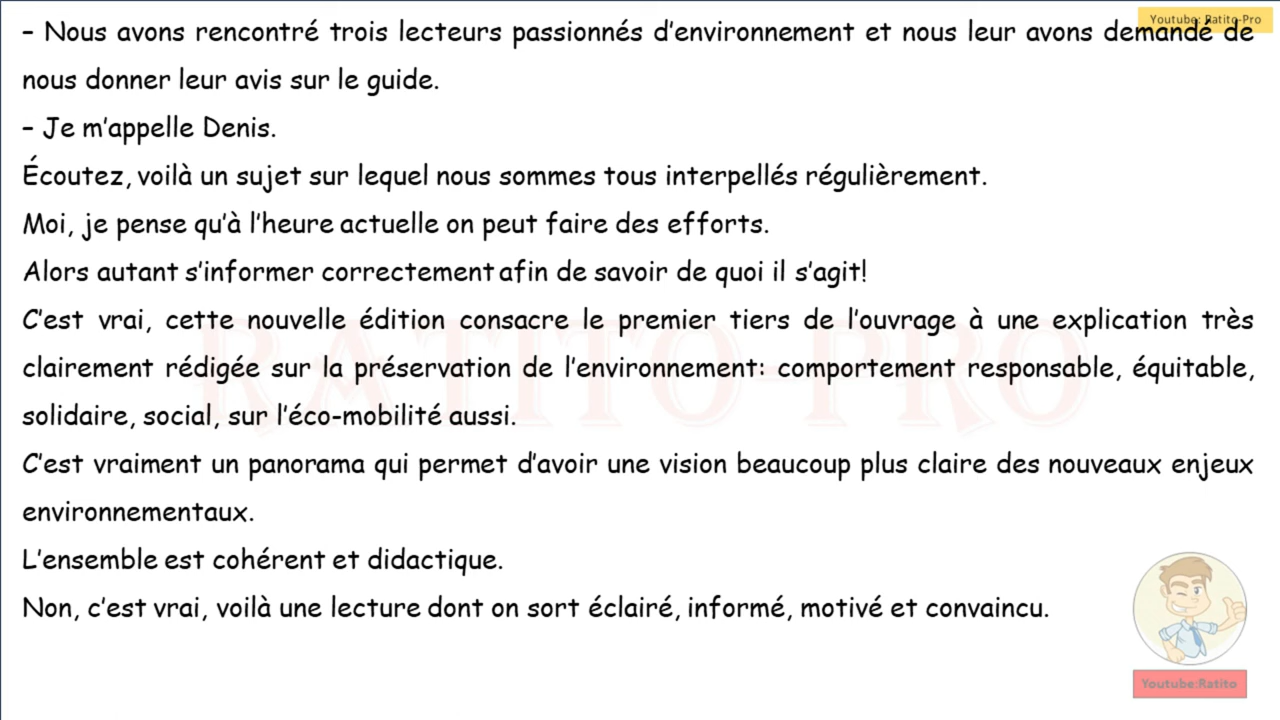 Youtube: Ratito-Pro
– Nous avons rencontré trois lecteurs passionnés d’environnement et nous leur avons demandé de
nous donner leur avis sur le guide.
– Je m’appelle Denis.
Écoutez, voilà un sujet sur lequel nous sommes tous interpellés régulièrement.
Moi, je pense qu’à l’heure actuelle on peut faire des efforts.
Alors autant s’informer correctement afin de savoir de quoi il s’agit!
C’est vrai, cette nouvelle édition consacre le premier tiers de l’ouvrage à une explication très
clairement rédigée sur la préservation de l’environnement: comportement responsable, équitable,
solidaire, social, sur l’éco-mobilité aussi.
RATITO-PRO
C’est vraiment un panorama qui permet d’avoir une vision beaucoup plus claire des nouveaux enjeux
environnementaux.
L’ensemble est cohérent et didactique.
Non, c’est vrai, voilà une lecture dont on sort éclairé, informé, motivé et convaincu.
Youtube:Ratito